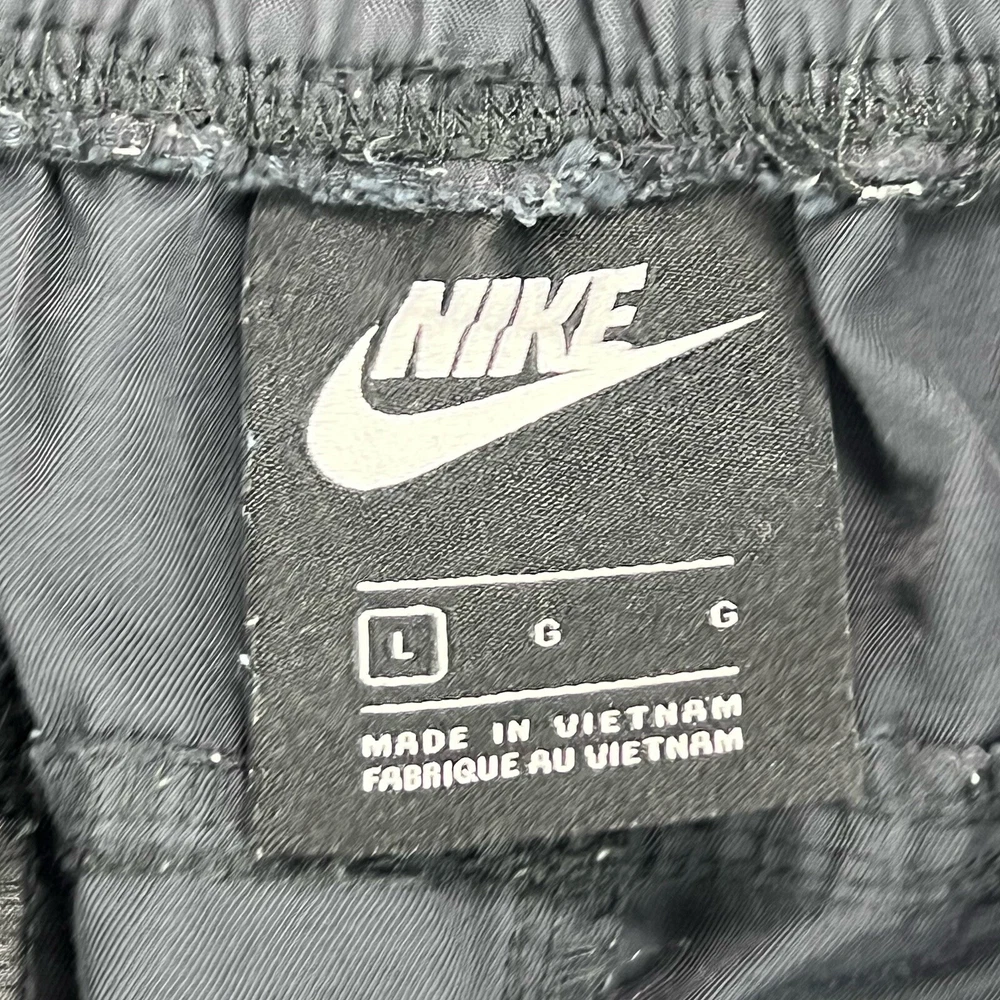 NIKE
L G G
MADE IN VIETNAM
FABRIQUE AU VIETNAM